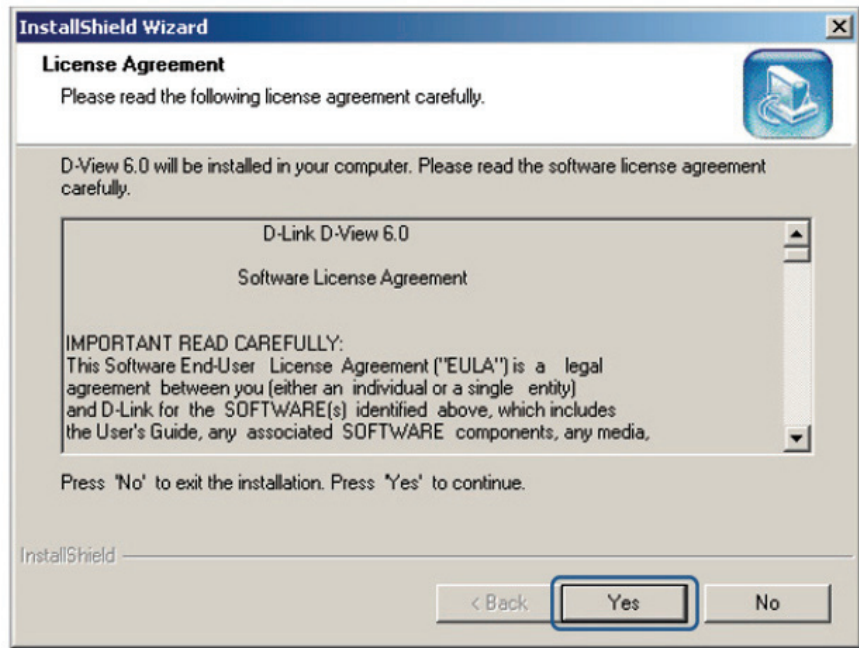 InstallShield Wizard
License Agreement
Please read the following license agreement carefully.
D-View 6.0 will be installed in your computer. Please read the software license agreement
carefully.
D-Link D-View 6.0
Software License Agreement
IMPORTANT READ CAREFULLY:
This Software End-User License Agreement ("EULA") is a legal
agreement between you (either an individual or a single entity)
and D-Link for the SOFTWARE(s) identified above, which includes
the User's Guide, any associated SOFTWARE components, any media,
Press 'No' to exit the installation. Press 'Yes' to continue.
InstallShield
< Back
Yes
No